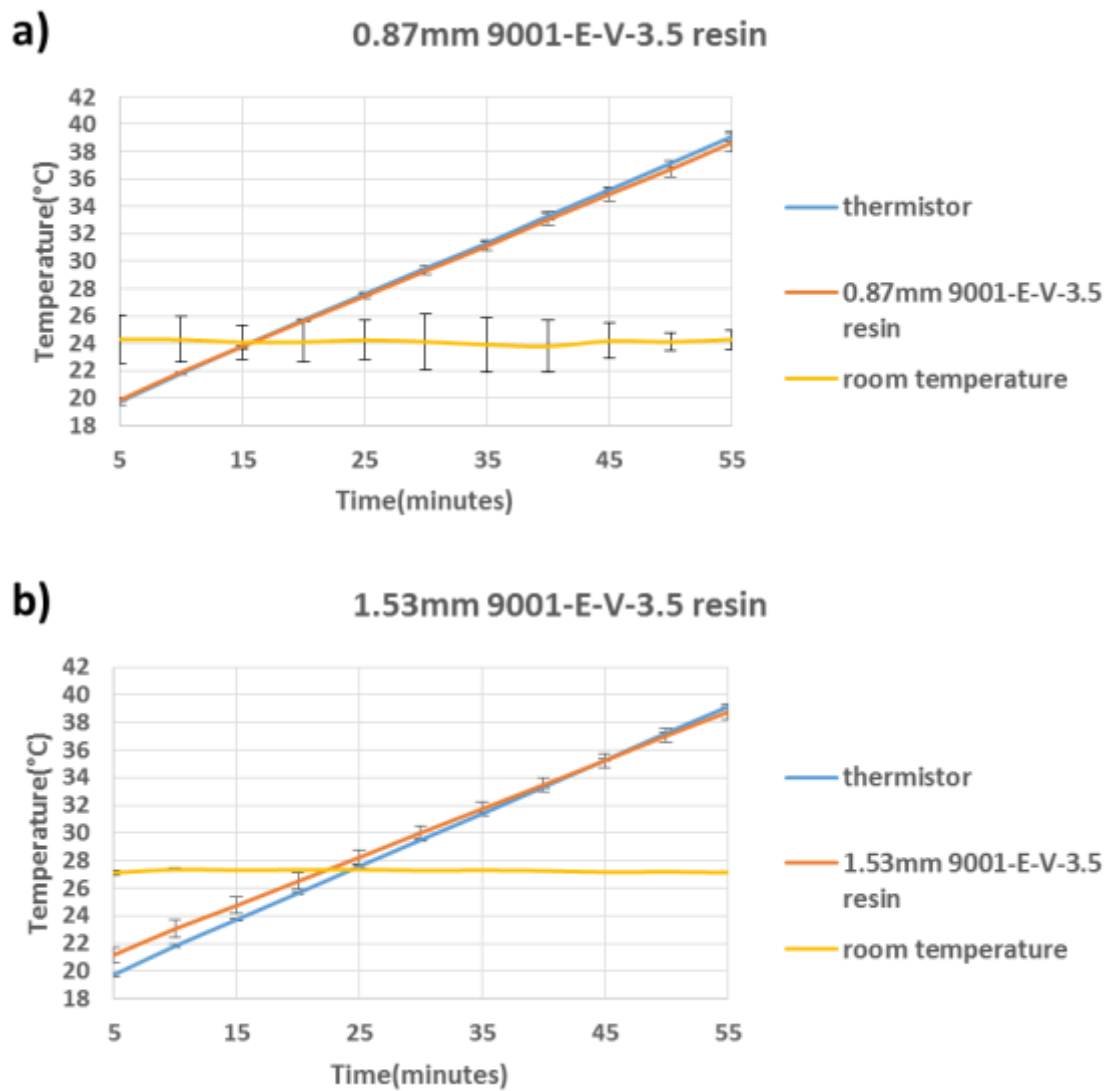 a)
0.87mm 9001-E-V-3.5 resin
42
40
38
36
34
32
30
28
26
24
22
20
18
Temperature(°C)
5 15 25 35 45 55
Time(minutes)
thermistor
0.87mm 9001-E-V-3.5
resin
room temperature
b)
1.53mm 9001-E-V-3.5 resin
42
40
38
36
34
32
30
28
26
24
22
20
18
Temperature(°C)
5 15 25 35 45 55
Time(minutes)
thermistor
1.53mm 9001-E-V-3.5
resin
room temperature